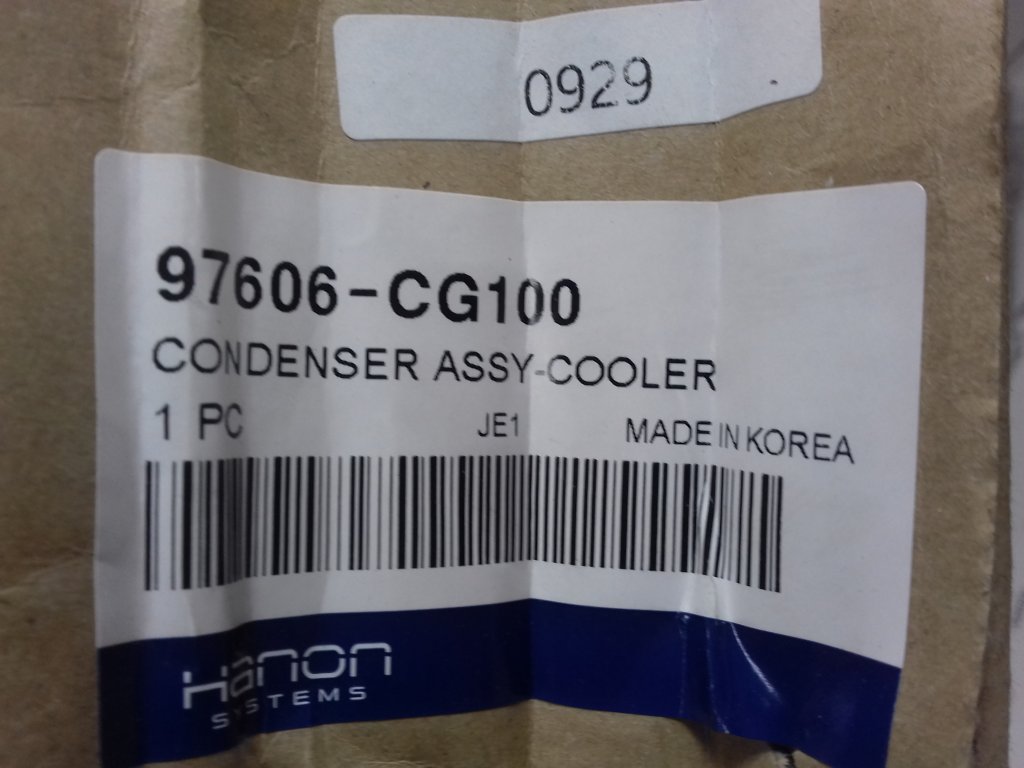 0929
97606-CG100
CONDENSER ASSY-COOLER
1 PC JE1 MADE IN KOREA
Hanon
SYSTEMS